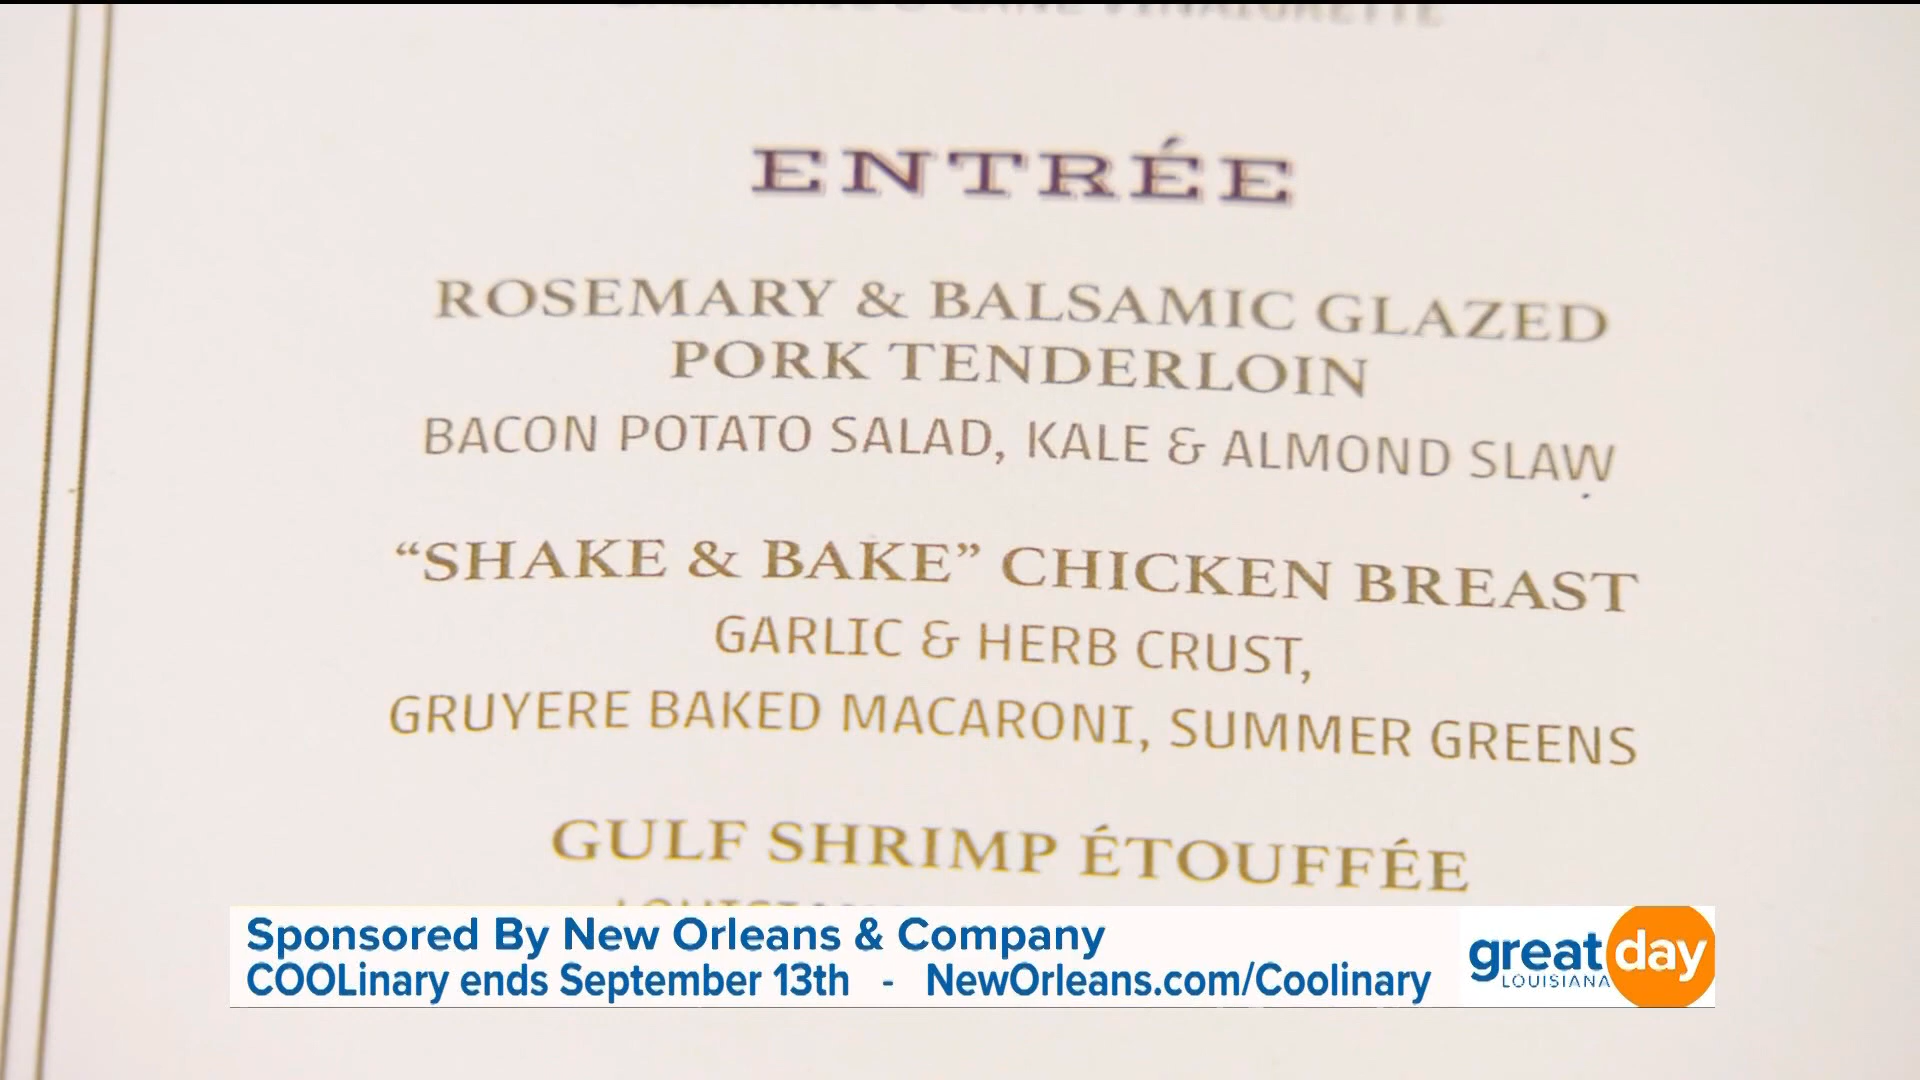 ENTRÉE
ROSEMARY & BALSAMIC GLAZED
PORK TENDERLOIN
BACON POTATO SALAD, KALE & ALMOND SLAW
“SHAKE & BAKE” CHICKEN BREAST
GARLIC & HERB CRUST,
GRUYERE BAKED MACARONI, SUMMER GREENS
GULF SHRIMP ÉTOUFFÉE
Sponsored By New Orleans & Company
COOLinary ends September 13th - NewOrleans.com/Coolinary
great day
LOUISIANA